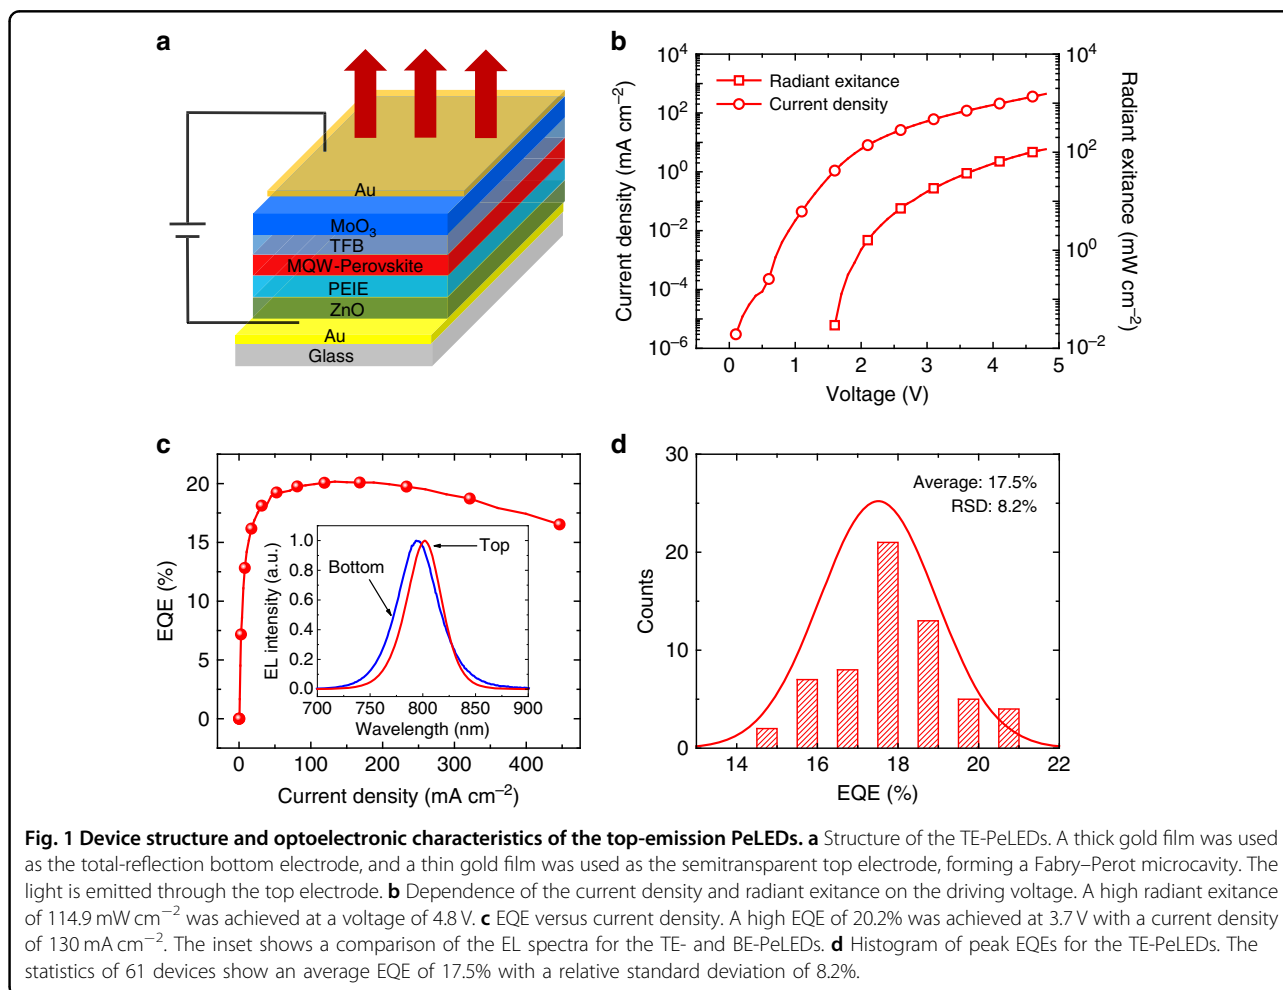 a
Au
MoO3
TFB
MQW-Perovskite
PEIE
ZnO
Au
Glass
b
Radiant exitance
Current density
10^4
10^2
10^0
10^−2
10^−4
10^−6
Current density (mA cm−2)
10^4
10^2
10^0
10^−2
Radiant exitance (mW cm−2)
0 1 2 3 4 5
Voltage (V)
c
20
15
10
5
0
EQE (%)
0 100 200 300 400
Current density (mA cm−2)
Top
Bottom
1.0
0.8
0.6
0.4
0.2
0.0
EL intensity (a.u.)
700 750 800 850 900
Wavelength (nm)
d
Average: 17.5%
RSD: 8.2%
30
20
10
0
Counts
14 16 18 20 22
EQE (%)
Fig. 1 Device structure and optoelectronic characteristics of the top-emission PeLEDs. a Structure of the TE-PeLEDs. A thick gold film was used
as the total-reflection bottom electrode, and a thin gold film was used as the semitransparent top electrode, forming a Fabry–Perot microcavity. The
light is emitted through the top electrode. b Dependence of the current density and radiant exitance on the driving voltage. A high radiant exitance
of 114.9 mW cm−2 was achieved at a voltage of 4.8 V. c EQE versus current density. A high EQE of 20.2% was achieved at 3.7 V with a current density
of 130 mA cm−2. The inset shows a comparison of the EL spectra for the TE- and BE-PeLEDs. d Histogram of peak EQEs for the TE-PeLEDs. The
statistics of 61 devices show an average EQE of 17.5% with a relative standard deviation of 8.2%.